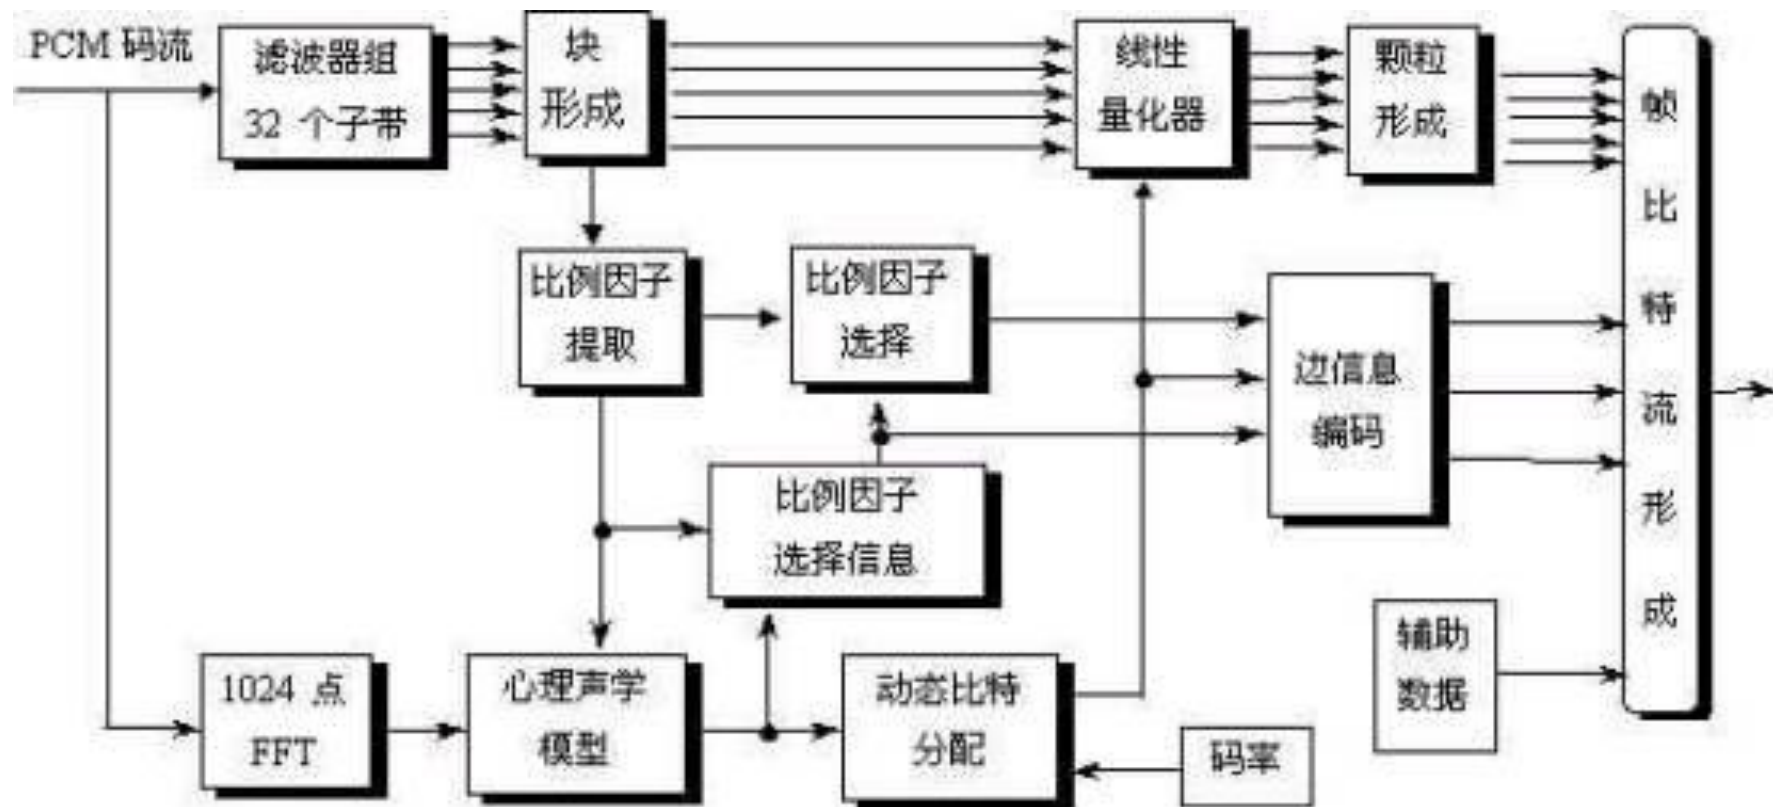 PCM 码流
滤波器组
32 个子带
块
形成
线性
量化器
颗粒
形成
帧
比
特
流
形
成
比例因子
提取
比例因子
选择
边信息
编码
比例因子
选择信息
辅助
数据
1024 点
FFT
心理声学
模型
动态比特
分配
码率